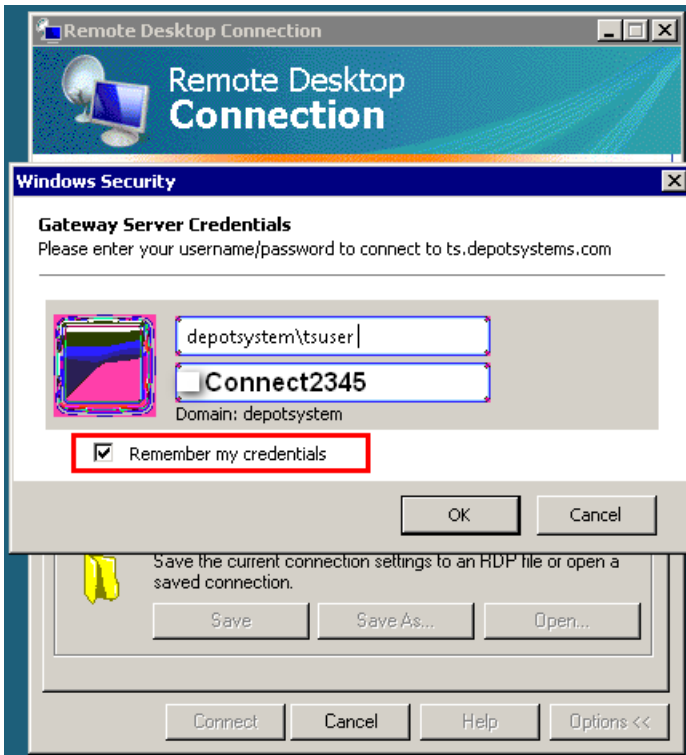 Remote Desktop Connection
Remote Desktop
Connection
Windows Security
Gateway Server Credentials
Please enter your username/password to connect to ts.depotsystems.com
depotsystem\tsuser
Connect2345
Domain: depotsystem
Remember my credentials
OK Cancel
Save the current connection settings to an RDP file or open a
saved connection.
Save Save As... Open...
Connect Cancel Help Options <<